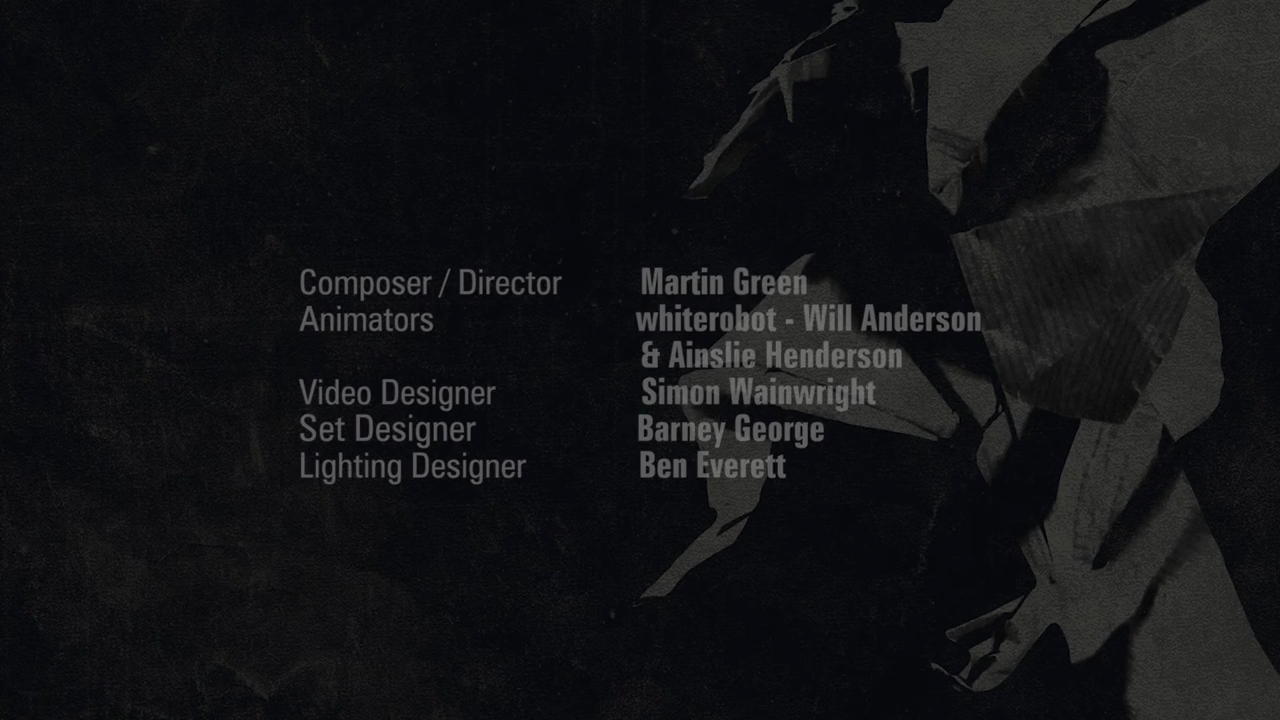 Composer / Director Martin Green
Animators whiterobot - Will Anderson
& Ainslie Henderson
Video Designer Simon Wainwright
Set Designer Barney George
Lighting Designer Ben Everett